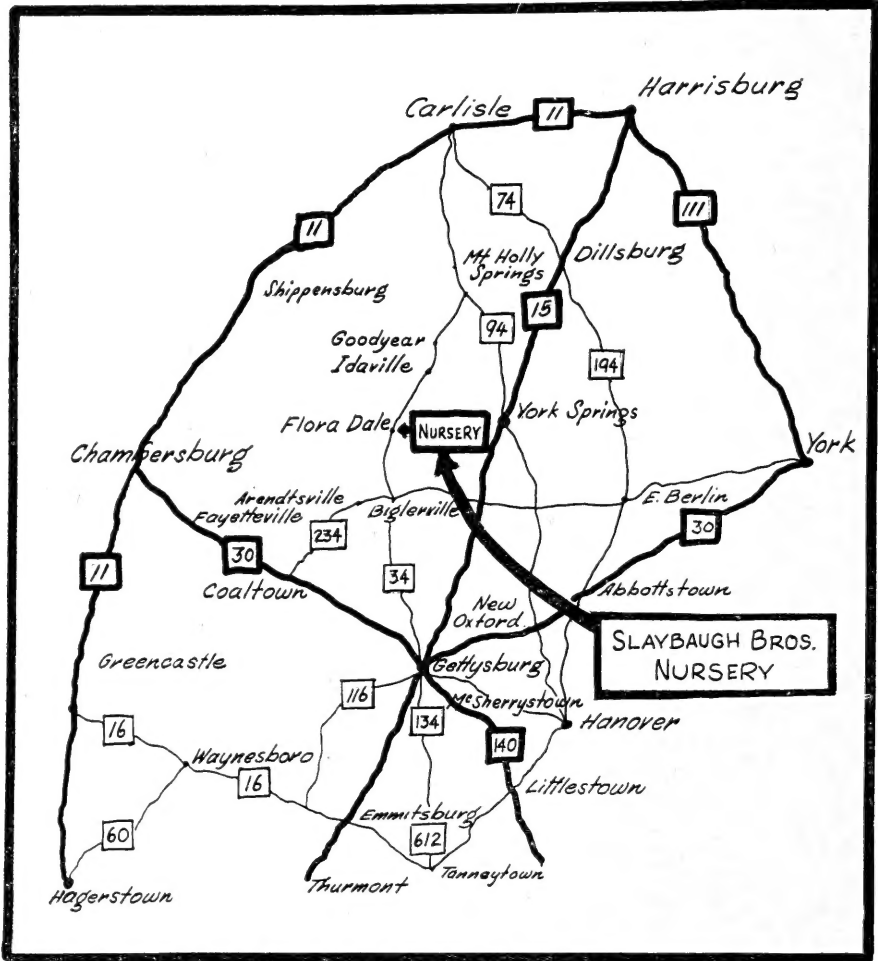 Harrisburg
Carlisle
11
74
111
11
Mt Holly
Springs
Dillsburg
Shippensburg
15
94
Goodyear
Idaville
194
Flora Dale
NURSERY
York Springs
Chambersburg
York
Arendtsville
Biglerville
E. Berlin
Fayetteville
234
30
30
11
Coaltown
34
Abbottstown
New
Oxford
SLAYBAUGH BROS.
NURSERY
Greencastle
Gettysburg
116
McSherrystown
134
Hanover
16
140
Waynesboro
16
Littlestown
Emmitsburg
60
612
Hagerstown
Thurmont
Tanneytown